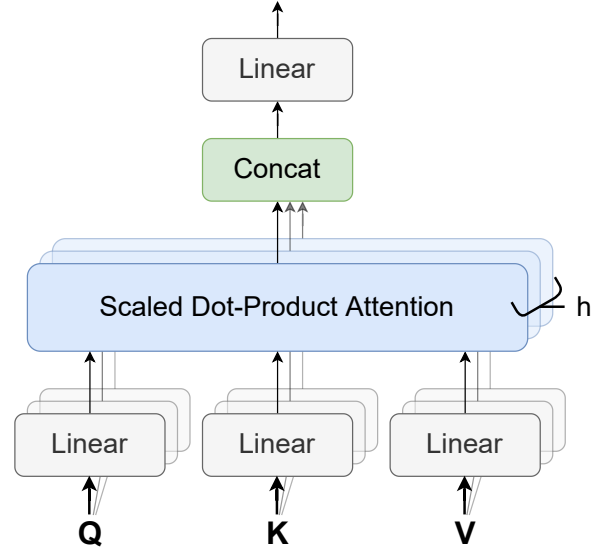 Linear
Concat
Scaled Dot-Product Attention
h
Linear Linear Linear
Q K V